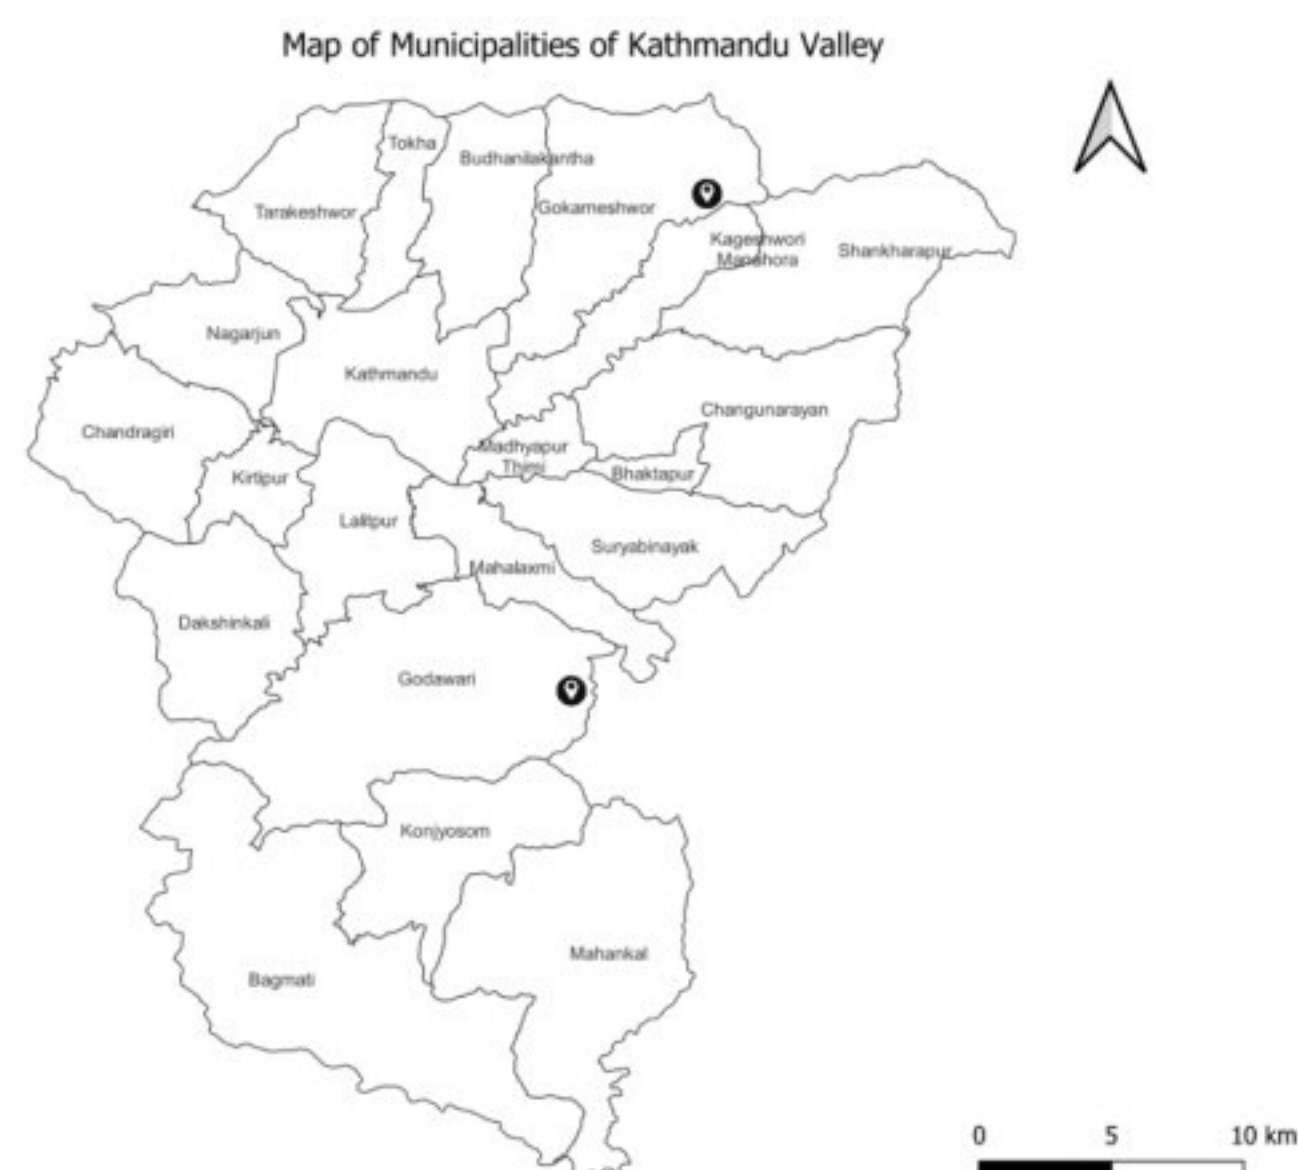 Map of Municipalities of Kathmandu Valley
Tokha
Budhanilakantha
Tarakeshwor
Gokarneshwor
Kageshwori
Manohora
Shankharapur
Nagarjun
Kathmandu
Changunarayan
Chandragiri
Madhyapur
Thimi
Bhaktapur
Kirtipur
Lalitpur
Suryabinayak
Mahalaxmi
Dakshinkali
Godawari
Konjyosom
Mahankal
Bagmati
0 5 10 km